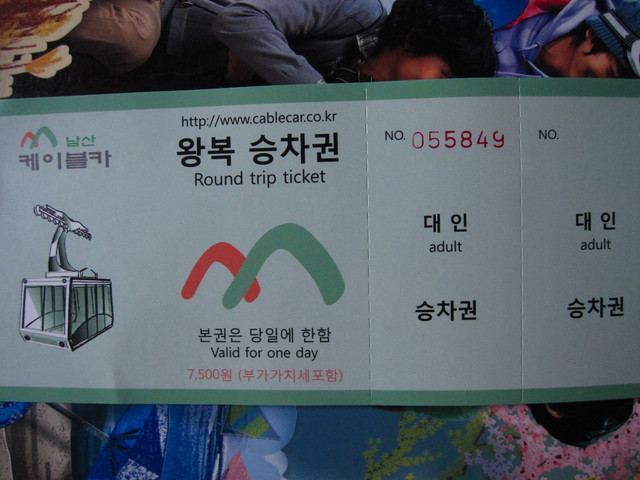 남산
케이블카
http://www.cablecar.co.kr
왕복 승차권
Round trip ticket
본권은 당일에 한함
Valid for one day
7,500원 (부가가치세포함)
NO. 055849
대 인
adult
승차권
NO.
대 인
adult
승차권